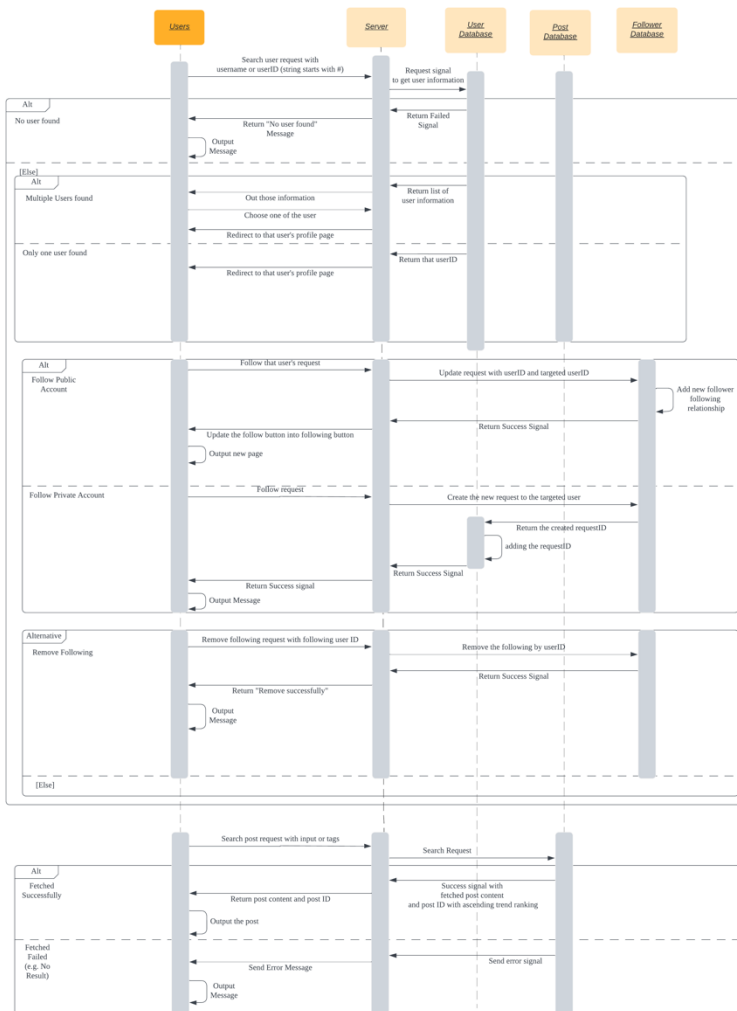 Users
Server
User
Database
Post
Database
Follower
Database
Search user request with
username or userID (string starts with #)
Request signal
to get user information
Alt
No user found
Return Failed
Signal
Return "No user found"
Message
Output
Message
[Else]
Alt
Multiple Users found
Return list of
user information
Out those information
Choose one of the user
Redirect to that user's profile page
Only one user found
Return that userID
Redirect to that user's profile page
Alt
Follow Public
Account
Follow that user's request
Update request with userID and targeted userID
Add new follower
following
relationship
Return Success Signal
Update the follow button into following button
Output new page
Follow Private Account
Follow request
Create the new request to the targeted user
Return the created requestID
adding the requestID
Return Success Signal
Return Success signal
Output Message
Alternative
Remove Following
Remove following request with following user ID
Remove the following by userID
Return Success Signal
Return "Remove successfully"
Output
Message
[Else]
Search post request with input or tags
Search Request
Alt
Fetched
Successfully
Success signal with
fetched post content
and post ID with ascending trend ranking
Return post content and post ID
Output the post
Fetched
Failed
(e.g. No
Result)
Send error signal
Send Error Message
Output
Message